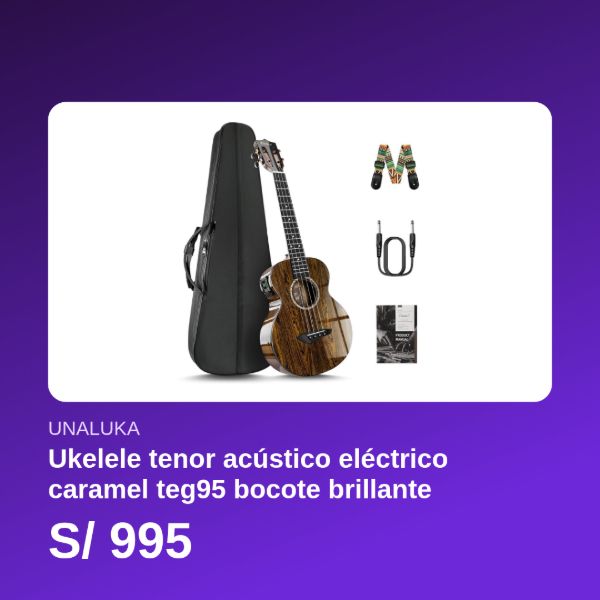 UNALUKA
Ukelele tenor acústico eléctrico
caramel teg95 bocote brillante
S/ 995